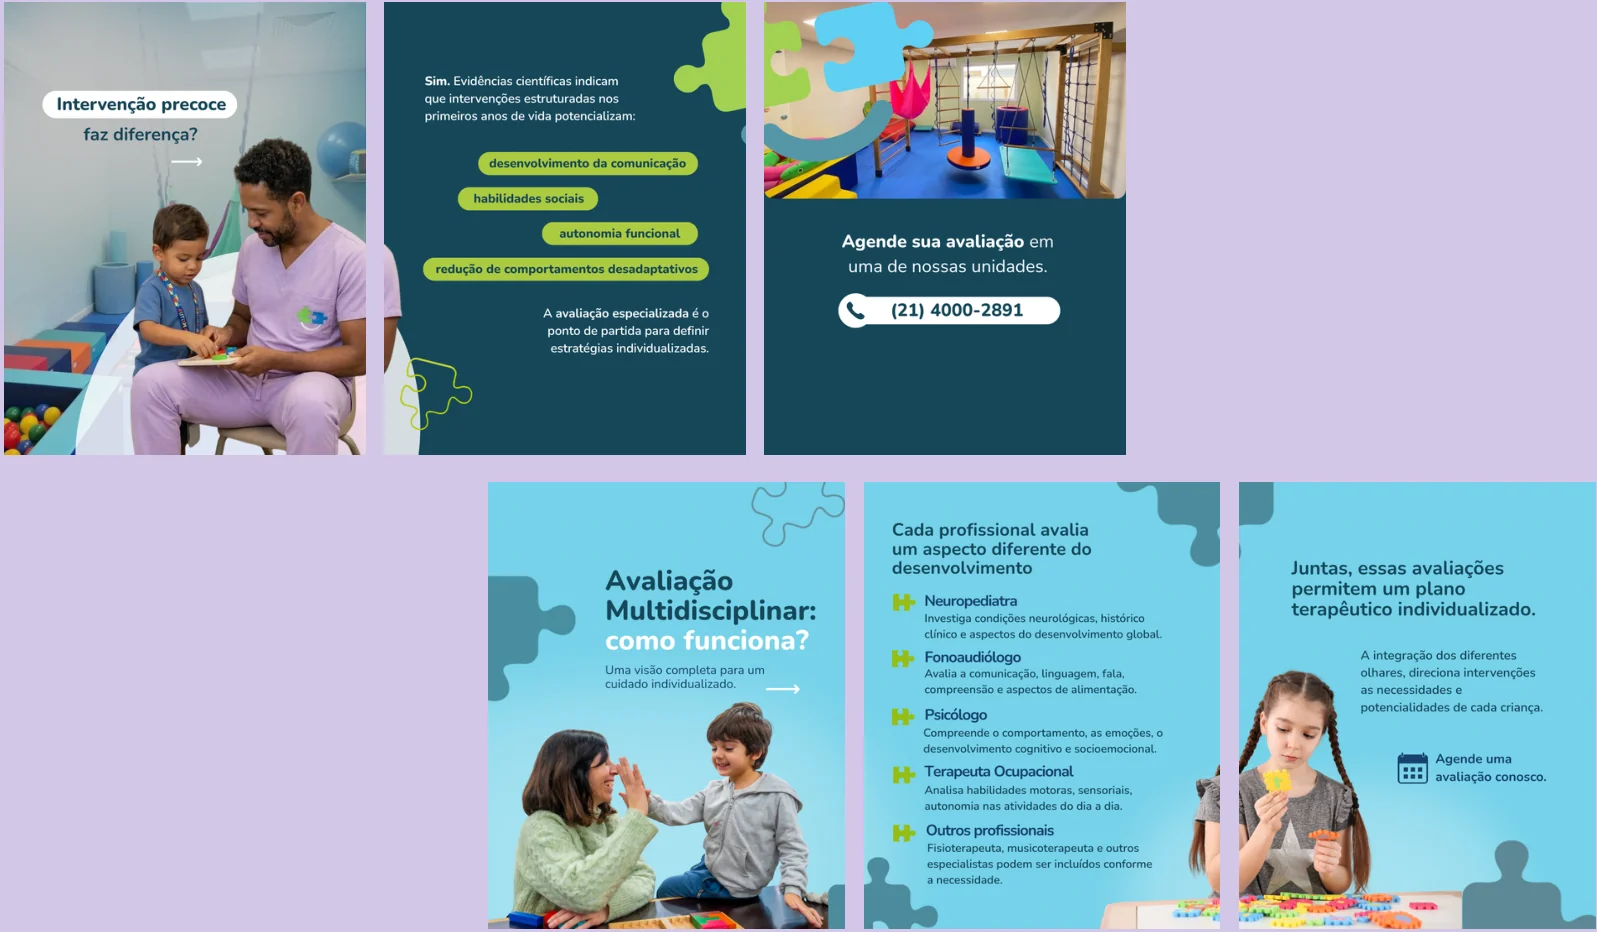 Intervenção precoce
faz diferença?
Sim. Evidências científicas indicam
que intervenções estruturadas nos
primeiros anos de vida potencializam:
desenvolvimento da comunicação
habilidades sociais
autonomia funcional
redução de comportamentos desadaptativos
A avaliação especializada é o
ponto de partida para definir
estratégias individualizadas.
Agende sua avaliação em
uma de nossas unidades.
(21) 4000-2891
Avaliação
Multidisciplinar:
como funciona?
Uma visão completa para um
cuidado individualizado.
Cada profissional avalia
um aspecto diferente do
desenvolvimento
Neuropediatra
Investiga condições neurológicas, histórico
clínico e aspectos do desenvolvimento global.
Fonoaudiólogo
Avalia a comunicação, linguagem, fala,
compreensão e aspectos de alimentação.
Psicólogo
Compreende o comportamento, as emoções, o
desenvolvimento cognitivo e socioemocional.
Terapeuta Ocupacional
Analisa habilidades motoras, sensoriais,
autonomia nas atividades do dia a dia.
Outros profissionais
Fisioterapeuta, musicoterapeuta e outros
especialistas podem ser incluídos conforme
a necessidade.
Juntas, essas avaliações
permitem um plano
terapêutico individualizado.
A integração dos diferentes
olhares, direciona intervenções
as necessidades e
potencialidades de cada criança.
Agende uma
avaliação conosco.